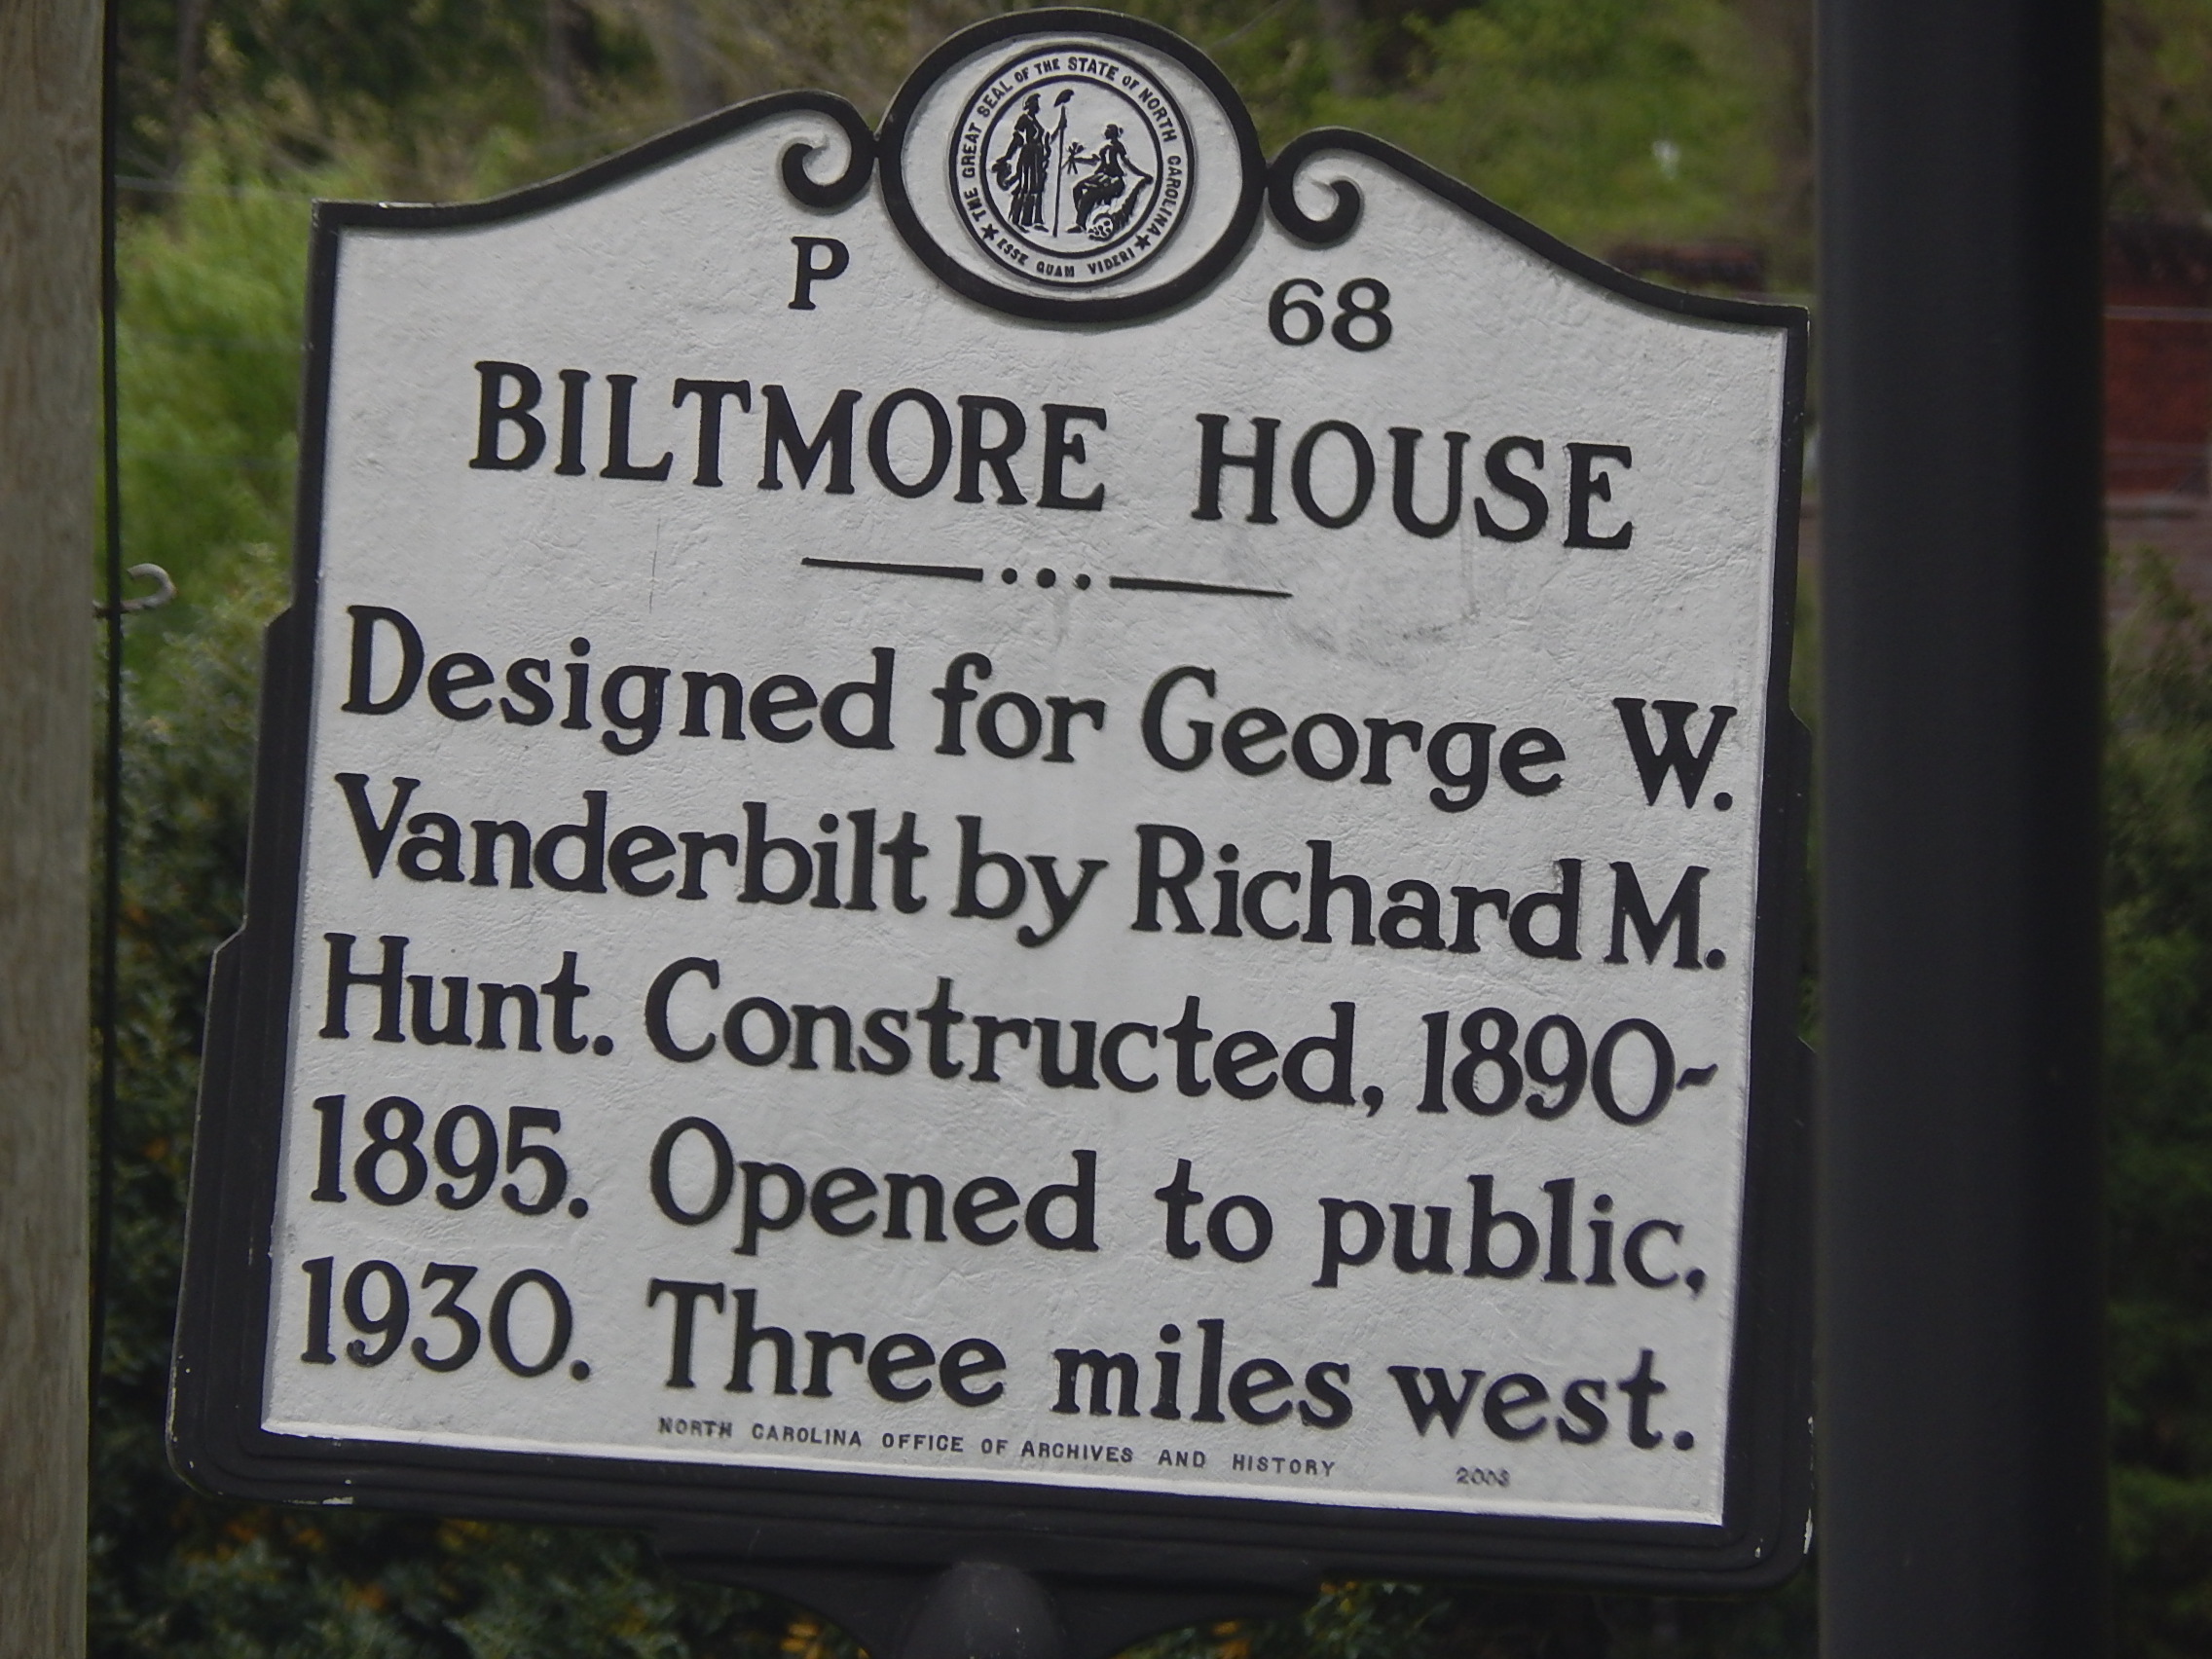 THE GREAT SEAL OF THE STATE OF NORTH CAROLINA
ESSE QUAM VIDERI
P 68
BILTMORE HOUSE
Designed for George W.
Vanderbilt by Richard M.
Hunt. Constructed, 1890-
1895. Opened to public,
1930. Three miles west.
NORTH CAROLINA OFFICE OF ARCHIVES AND HISTORY